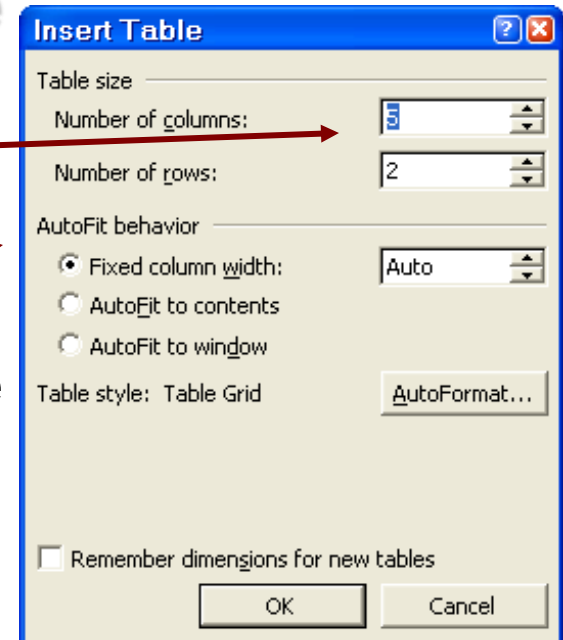 Insert Table
Table size
Number of columns: 5
Number of rows: 2
AutoFit behavior
Fixed column width: Auto
AutoFit to contents
AutoFit to window
Table style: Table Grid AutoFormat...
Remember dimensions for new tables
OK Cancel